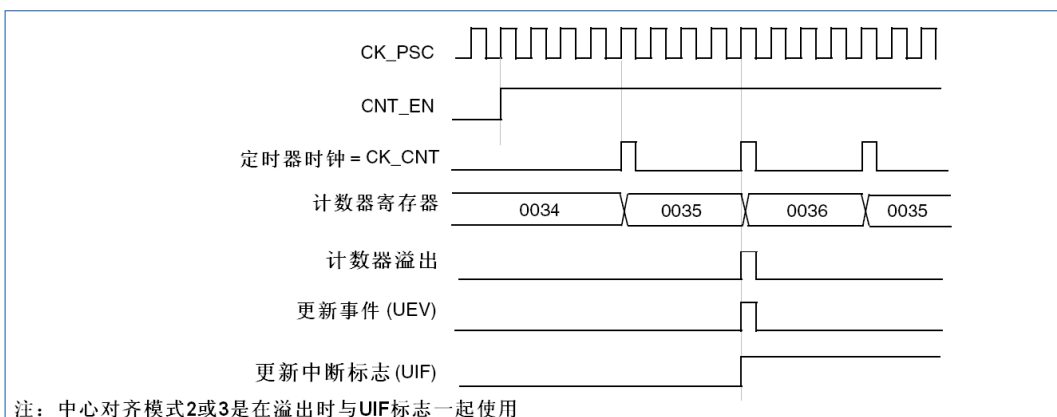 CK_PSC
CNT_EN
定时器时钟 = CK_CNT
计数器寄存器 0034 0035 0036 0035
计数器溢出
更新事件 (UEV)
更新中断标志 (UIF)
注：中心对齐模式2或3是在溢出时与UIF标志一起使用